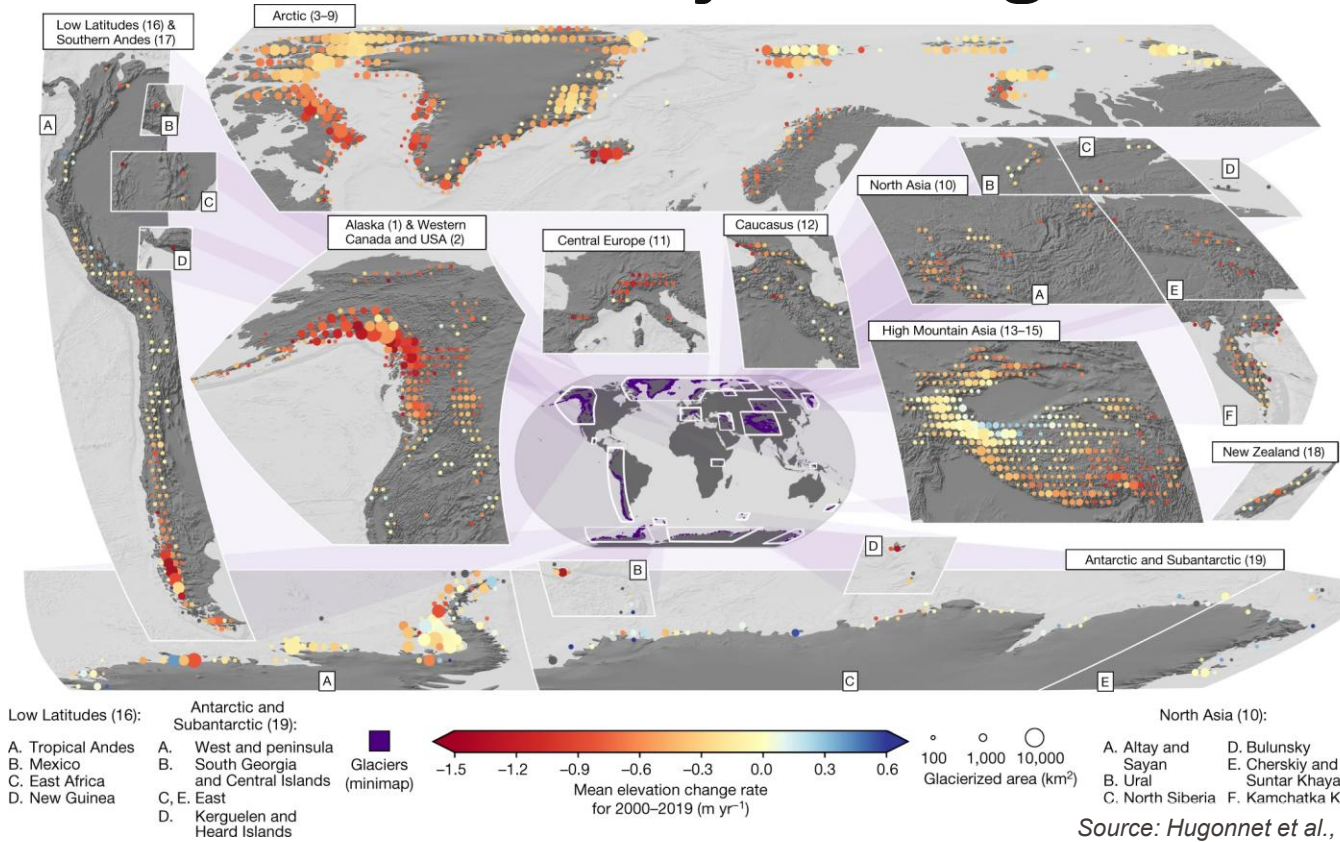 Low Latitudes (16) &
Southern Andes (17)
Arctic (3–9)
A
B
C
D
Alaska (1) & Western
Canada and USA (2)
Central Europe (11)
Caucasus (12)
North Asia (10)
B
C
D
A
E
F
High Mountain Asia (13–15)
New Zealand (18)
Antarctic and Subantarctic (19)
A
B
C
D
E
Low Latitudes (16):
A. Tropical Andes
B. Mexico
C. East Africa
D. New Guinea
Antarctic and
Subantarctic (19):
A. West and peninsula
B. South Georgia
and Central Islands
C, E. East
D. Kerguelen and
Heard Islands
Glaciers
(minimap)
−1.5 −1.2 −0.9 −0.6 −0.3 0.0 0.3 0.6
Mean elevation change rate
for 2000–2019 (m yr⁻¹)
100 1,000 10,000
Glacierized area (km²)
North Asia (10):
A. Altay and
Sayan
B. Ural
C. North Siberia
D. Bulunsky
E. Cherskiy and
Suntar Khaya
F. Kamchatka K
Source: Hugonnet et al.,